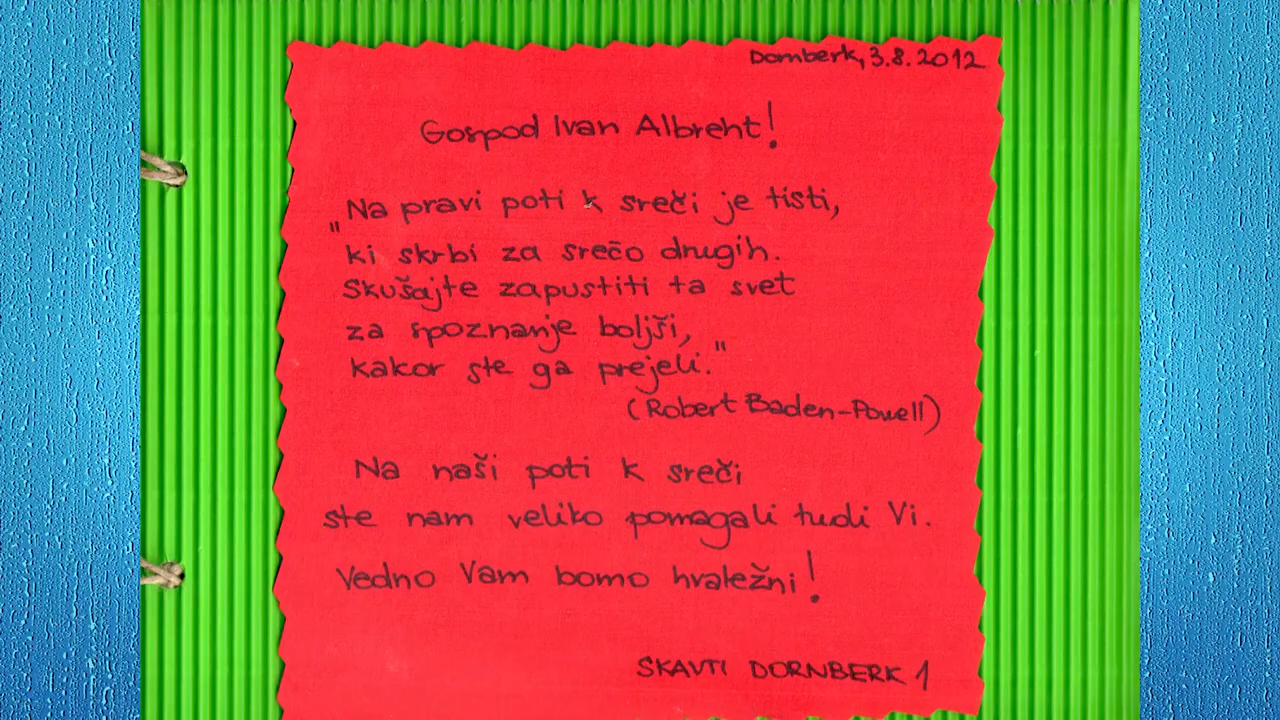 Dornberk, 3.8.2012
Gospod Ivan Albreht!
"Na pravi poti k sreči je tisti,
ki skrbi za srečo drugih.
Skušajte zapustiti ta svet
za spoznanje boljši,
kakor ste ga prejeli."
(Robert Baden-Powell)
Na naši poti k sreči
ste nam veliko pomagali tudi Vi.
Vedno Vam bomo hvaležni!
SKAVTI DORNBERK 1